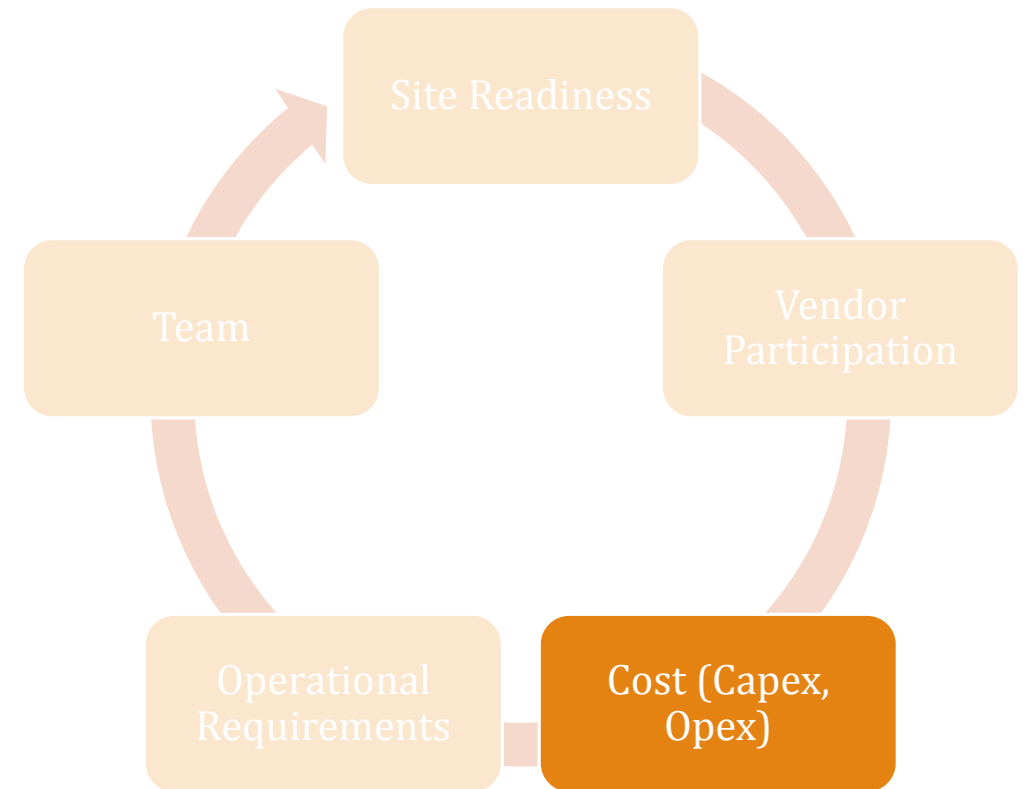 Site Readiness
Vendor
Participation
Cost (Capex,
Opex)
Operational
Requirements
Team